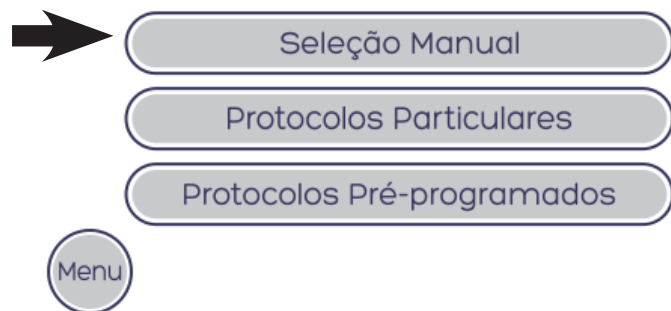 Seleção Manual
Protocolos Particulares
Protocolos Pré-programados
Menu